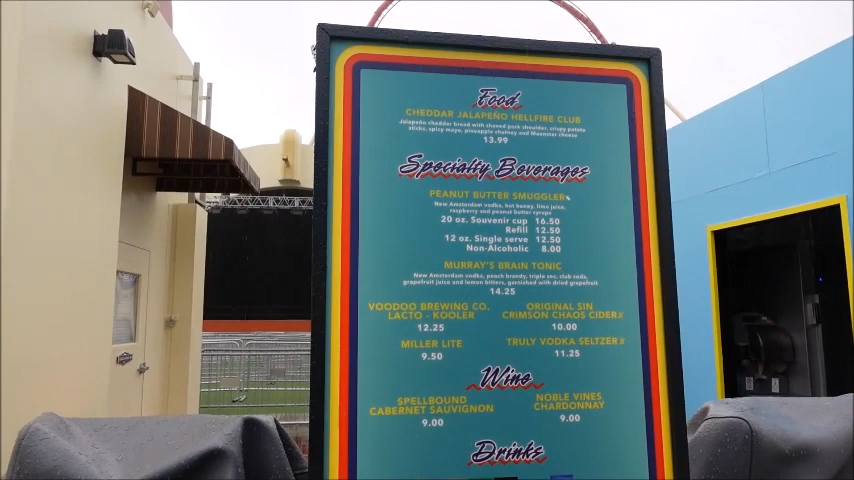 Food
CHEDDAR JALAPEÑO HELLFIRE CLUB
Jalapeño cheddar bread with shaved pork shoulder, crispy potato
sticks, spicy mayo, pineapple chutney and Muenster cheese
13.99
Specialty Beverages
PEANUT BUTTER SMUGGLER
New Amsterdam vodka, hot honey, lime juice,
raspberry and peanut butter syrups
20 oz. Souvenir cup 16.50
Refill 12.50
12 oz. Single serve 12.50
Non-Alcoholic 8.00
MURRAY'S BRAIN TONIC
New Amsterdam vodka, peach brandy, triple sec, club soda,
grapefruit juice and lemon bitters, garnished with dried grapefruit
14.25
VOODOO BREWING CO.
LACTO - KOOLER
12.25
ORIGINAL SIN
CRIMSON CHAOS CIDER
10.00
MILLER LITE
9.50
TRULY VODKA SELTZER
11.25
Wine
SPELLBOUND
CABERNET SAUVIGNON
9.00
NOBLE VINES
CHARDONNAY
9.00
Drinks